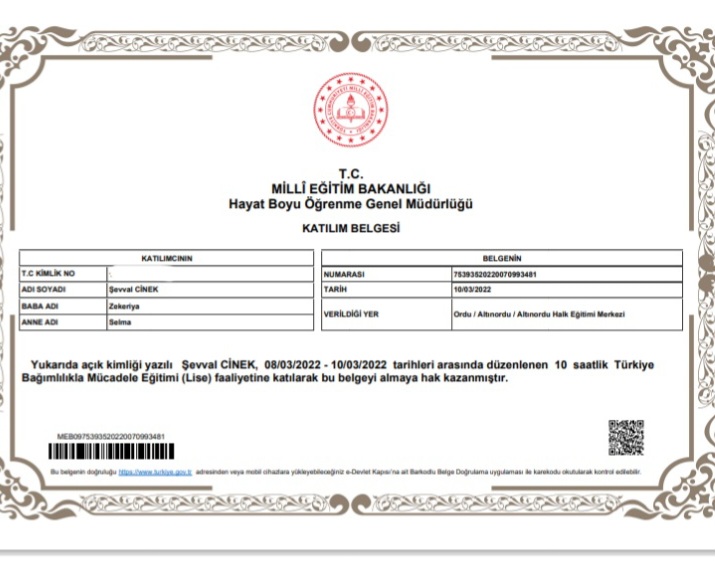 T.C.
MİLLÎ EĞİTİM BAKANLIĞI
Hayat Boyu Öğrenme Genel Müdürlüğü
KATILIM BELGESİ
KATILIMCININ
T.C KİMLİK NO
ADI SOYADI Şevval CİNEK
BABA ADI Zekeriya
ANNE ADI Selma
BELGENİN
NUMARASI 75393520220070993481
TARİH 10/03/2022
VERİLDİĞİ YER Ordu / Altınordu / Altınordu Halk Eğitimi Merkezi
Yukarıda açık kimliği yazılı Şevval CİNEK, 08/03/2022 - 10/03/2022 tarihleri arasında düzenlenen 10 saatlik Türkiye
Bağımlılıkla Mücadele Eğitimi (Lise) faaliyetine katılarak bu belgeyi almaya hak kazanmıştır.
MEB0975393520220070993481
Bu belgenin doğruluğu https://www.turkiye.gov.tr adresinden veya mobil cihazlara yükleyebileceğiniz e-Devlet Kapısı'na ait Barkodlu Belge Doğrulama uygulaması ile karekodu okutularak kontrol edilebilir.